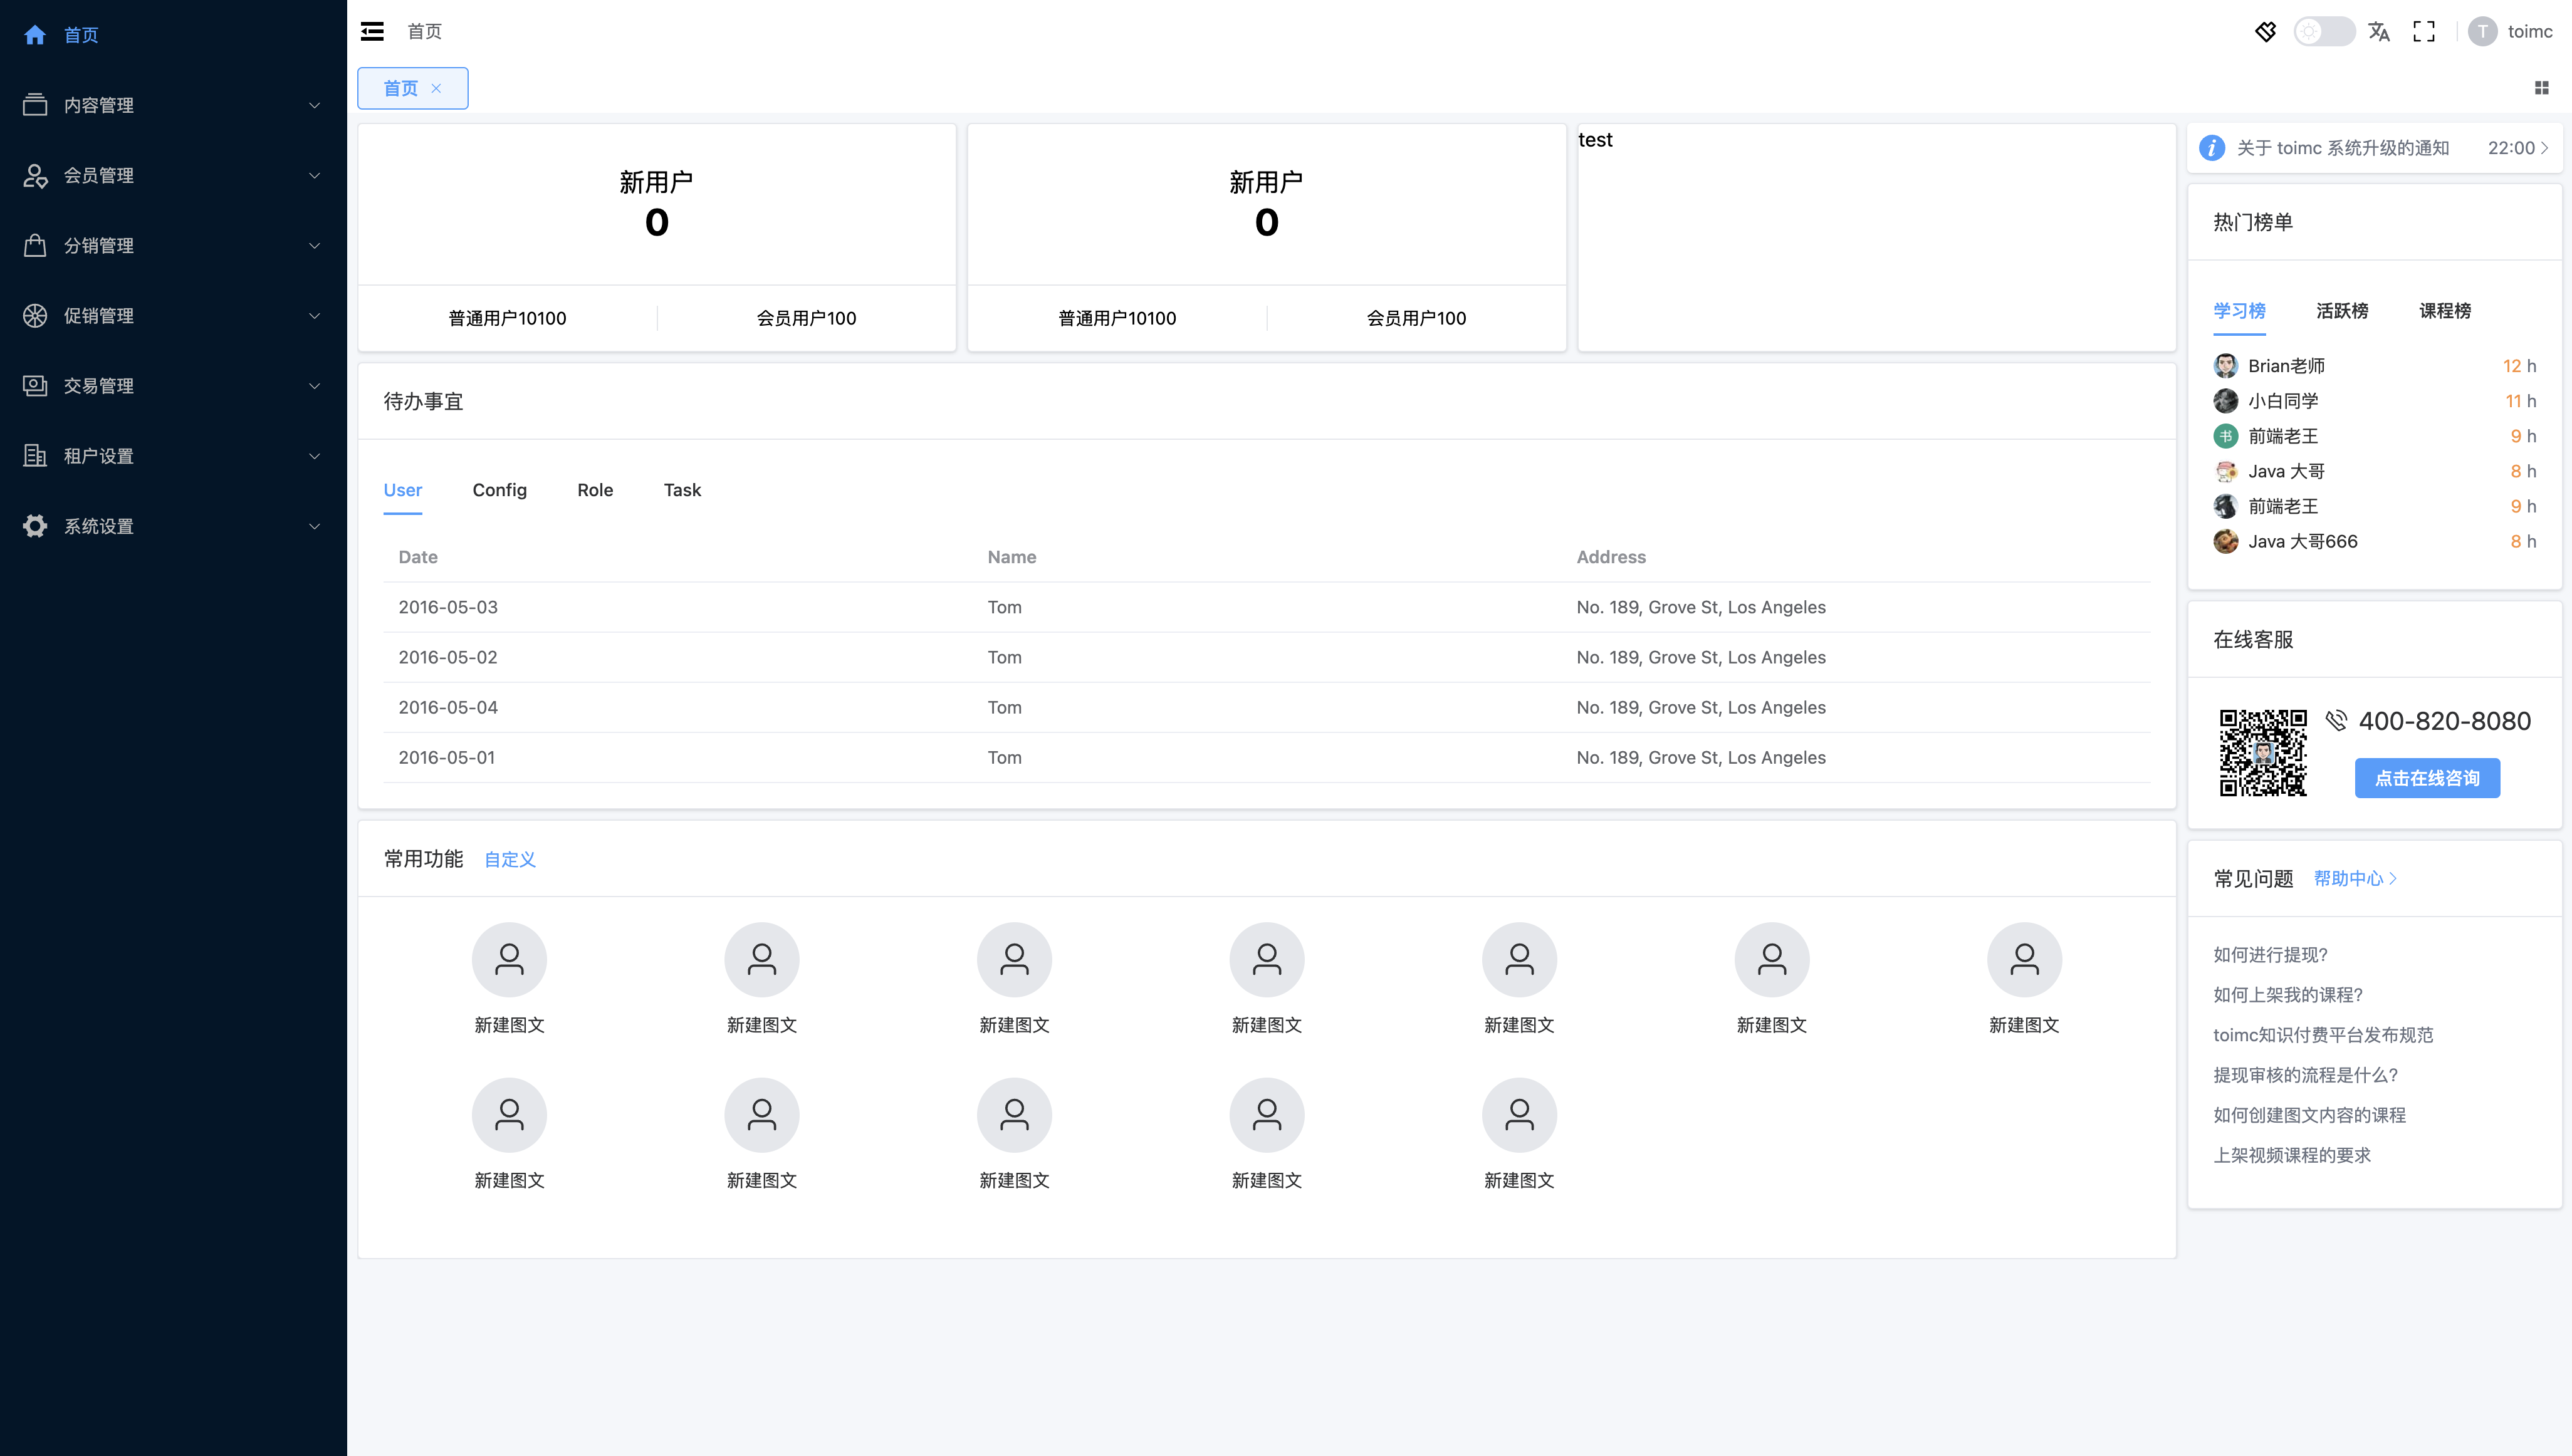 首页
内容管理
会员管理
分销管理
促销管理
交易管理
租户设置
系统设置
首页
T toimc
首页
新用户
0
普通用户10100 会员用户100
新用户
0
普通用户10100 会员用户100
test
待办事宜
User Config Role Task
Date Name Address
2016-05-03 Tom No. 189, Grove St, Los Angeles
2016-05-02 Tom No. 189, Grove St, Los Angeles
2016-05-04 Tom No. 189, Grove St, Los Angeles
2016-05-01 Tom No. 189, Grove St, Los Angeles
常用功能 自定义
新建图文 新建图文 新建图文 新建图文 新建图文 新建图文 新建图文
新建图文 新建图文 新建图文 新建图文 新建图文
关于 toimc 系统升级的通知 22:00
热门榜单
学习榜 活跃榜 课程榜
Brian老师 12 h
小白同学 11 h
书 前端老王 9 h
Java 大哥 8 h
前端老王 9 h
Java 大哥666 8 h
在线客服
400-820-8080
点击在线咨询
常见问题 帮助中心
如何进行提现?
如何上架我的课程?
toimc知识付费平台发布规范
提现审核的流程是什么?
如何创建图文内容的课程
上架视频课程的要求